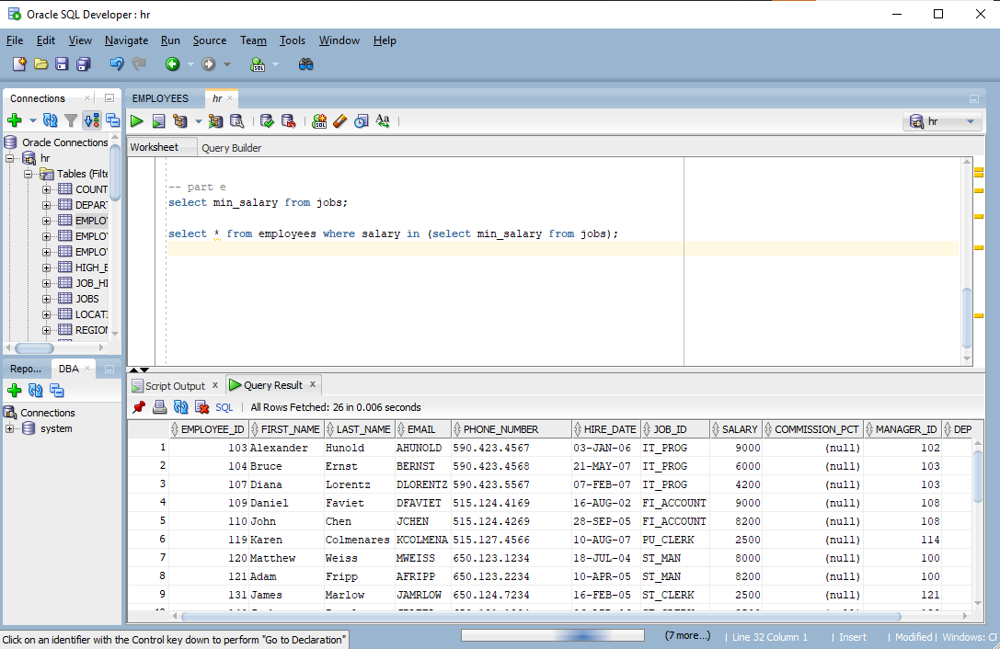 Oracle SQL Developer : hr
File Edit View Navigate Run Source Team Tools Window Help
Connections
Oracle Connections
hr
Tables (Filte
COUNT
DEPAR
EMPLO
EMPLO
EMPLO
HIGH_E
JOB_HI
JOBS
LOCATI
REGION
Repo... DBA
Connections
system
EMPLOYEES hr
SQL Aa
hr
Worksheet Query Builder
-- part e
select min_salary from jobs;
select * from employees where salary in (select min_salary from jobs);
Script Output x Query Result x
SQL | All Rows Fetched: 26 in 0.006 seconds
EMPLOYEE_ID FIRST_NAME LAST_NAME EMAIL PHONE_NUMBER HIRE_DATE JOB_ID SALARY COMMISSION_PCT MANAGER_ID DEP
1 103 Alexander Hunold AHUNOLD 590.423.4567 03-JAN-06 IT_PROG 9000 (null) 102
2 104 Bruce Ernst BERNST 590.423.4568 21-MAY-07 IT_PROG 6000 (null) 103
3 107 Diana Lorentz DLORENTZ 590.423.5567 07-FEB-07 IT_PROG 4200 (null) 103
4 109 Daniel Faviet DFAVIET 515.124.4169 16-AUG-02 FI_ACCOUNT 9000 (null) 108
5 110 John Chen JCHEN 515.124.4269 28-SEP-05 FI_ACCOUNT 8200 (null) 108
6 119 Karen Colmenares KCOLMENA 515.127.4566 10-AUG-07 PU_CLERK 2500 (null) 114
7 120 Matthew Weiss MWEISS 650.123.1234 18-JUL-04 ST_MAN 8000 (null) 100
8 121 Adam Fripp AFRIPP 650.123.2234 10-APR-05 ST_MAN 8200 (null) 100
9 131 James Marlow JAMRLOW 650.124.7234 16-FEB-05 ST_CLERK 2500 (null) 121
Click on an identifier with the Control key down to perform "Go to Declaration"
(7 more...) | Line 32 Column 1 | Insert | Modified | Windows: CF